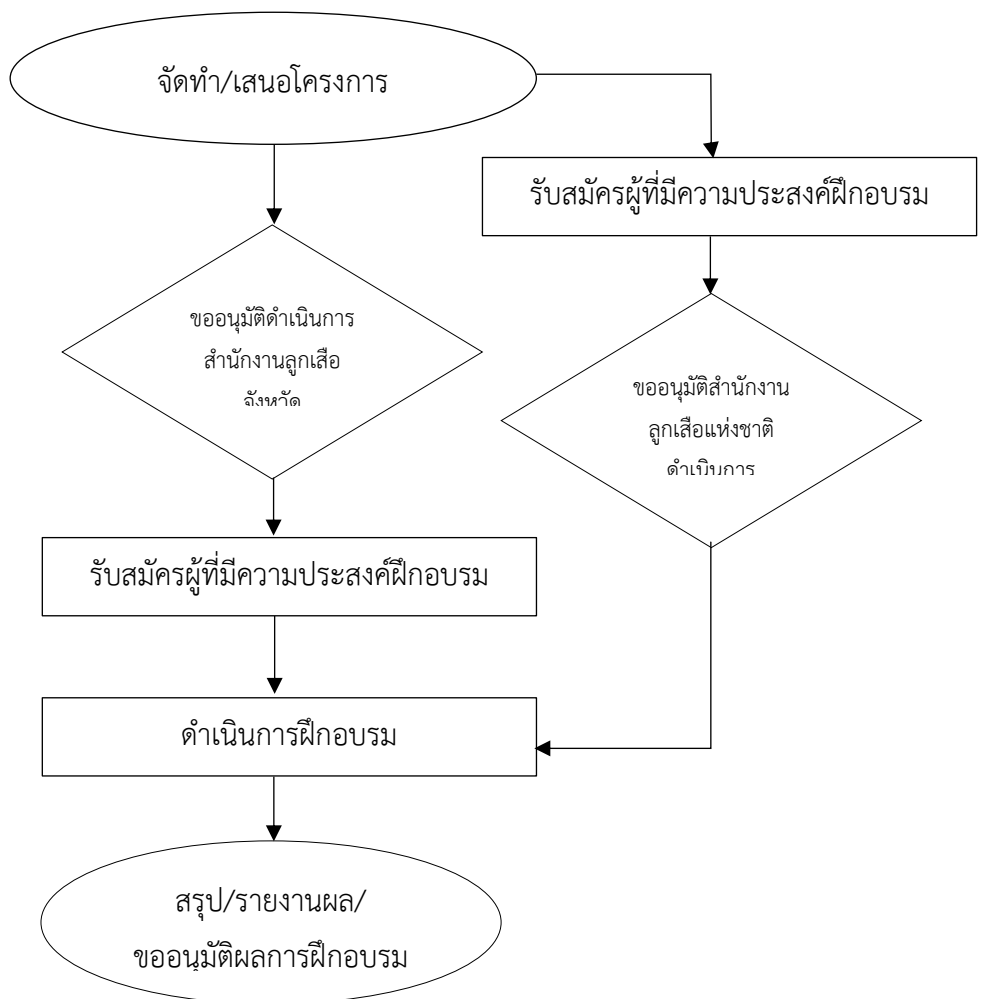 จัดทำ/เสนอโครงการ
รับสมัครผู้ที่มีความประสงค์ฝึกอบรม
ขออนุมัติดำเนินการ
สำนักงานลูกเสือ
จังหวัด
ขออนุมัติสำนักงาน
ลูกเสือแห่งชาติ
ดำเนินการ
รับสมัครผู้ที่มีความประสงค์ฝึกอบรม
ดำเนินการฝึกอบรม
สรุป/รายงานผล/
ขออนุมัติผลการฝึกอบรม